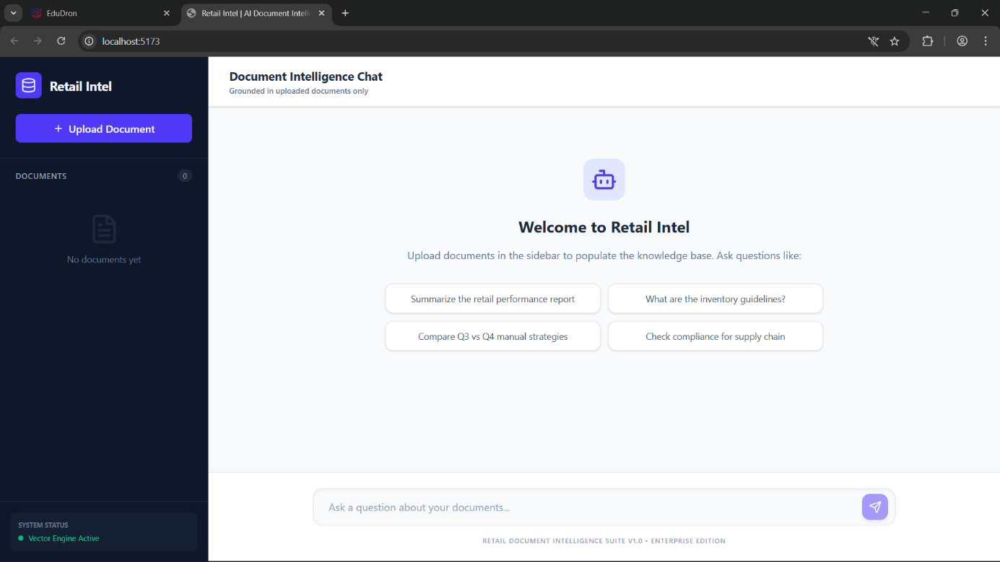 EduDron
Retail Intel | AI Document Intell
localhost:5173
Retail Intel
+ Upload Document
DOCUMENTS 0
No documents yet
SYSTEM STATUS
Vector Engine Active
Document Intelligence Chat
Grounded in uploaded documents only
Welcome to Retail Intel
Upload documents in the sidebar to populate the knowledge base. Ask questions like:
Summarize the retail performance report
What are the inventory guidelines?
Compare Q3 vs Q4 manual strategies
Check compliance for supply chain
Ask a question about your documents...
RETAIL DOCUMENT INTELLIGENCE SUITE V1.0 • ENTERPRISE EDITION